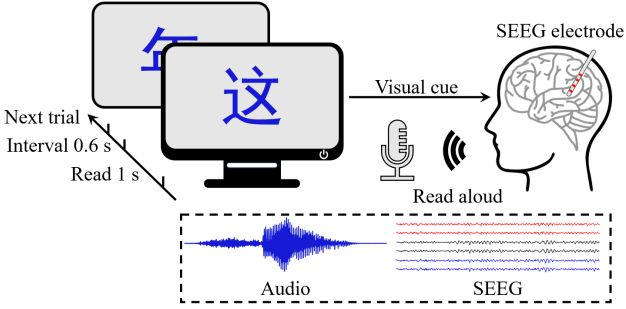 SEEG electrode
这
Visual cue
Next trial
Interval 0.6 s
Read 1 s
Read aloud
Audio
SEEG